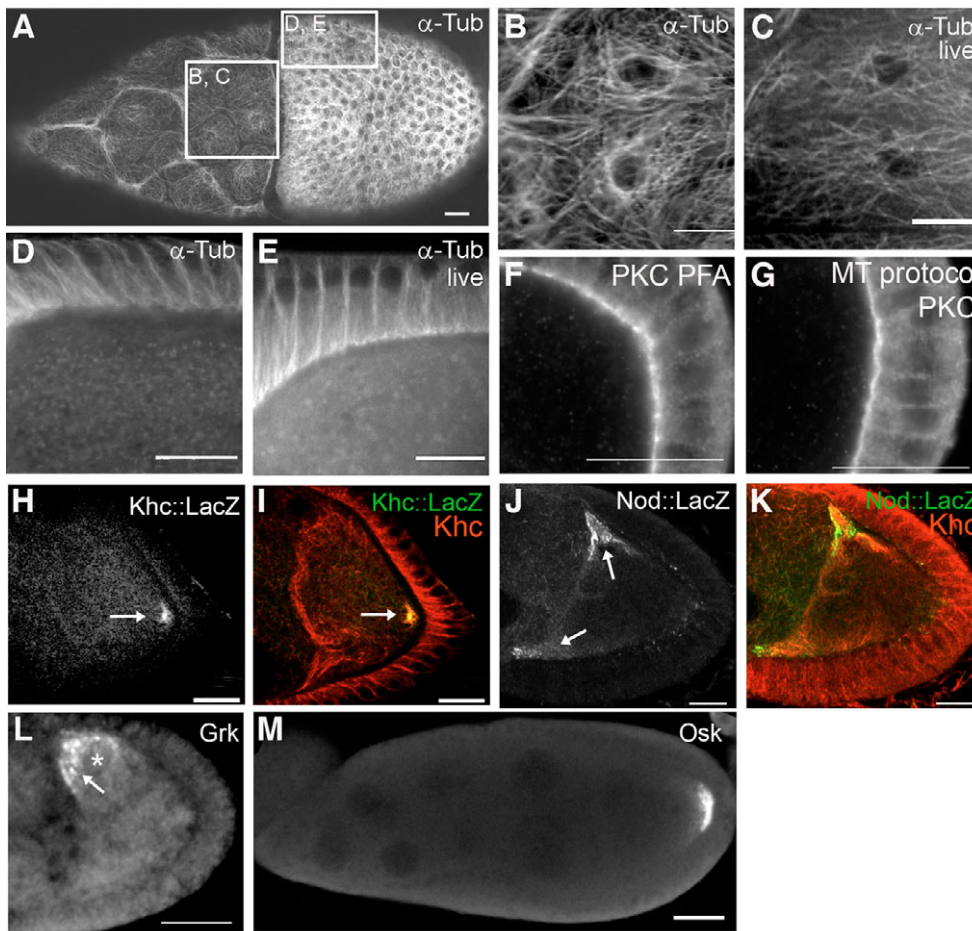 A
α-Tub
D, E
B, C
B
α-Tub
C
α-Tub
live
D
α-Tub
E
α-Tub
live
F
PKC PFA
G
MT protoco
PKC
H
Khc::LacZ
I
Khc::LacZ
Khc
J
Nod::LacZ
K
Nod::LacZ
Khc
L
Grk
*
M
Osk